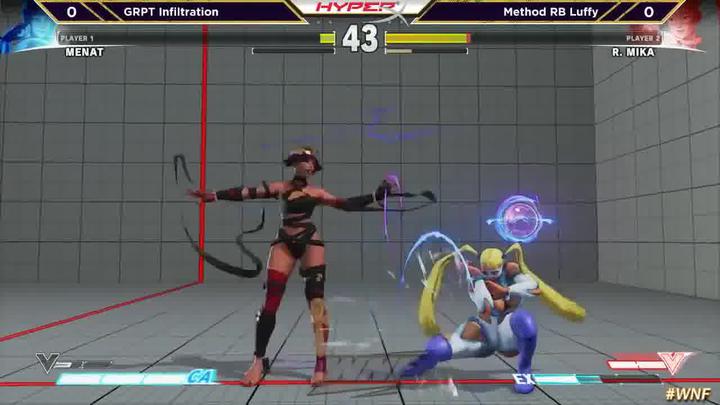 0 GRPT Infiltration HYPER Method RB Luffy 0
PLAYER 1 43 PLAYER 2
MENAT R. MIKA
CA EX
#WNF